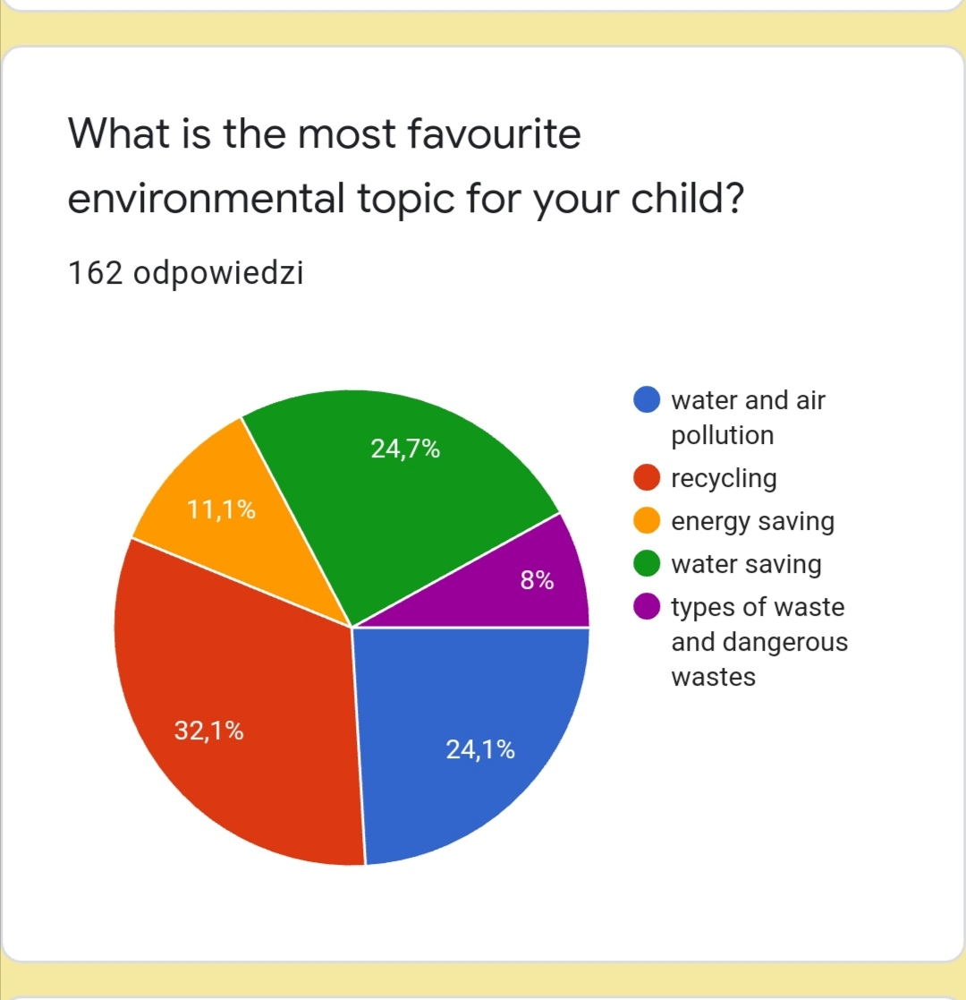 What is the most favourite
environmental topic for your child?
162 odpowiedzi
24,7%
11,1%
8%
32,1%
24,1%
water and air
pollution
recycling
energy saving
water saving
types of waste
and dangerous
wastes